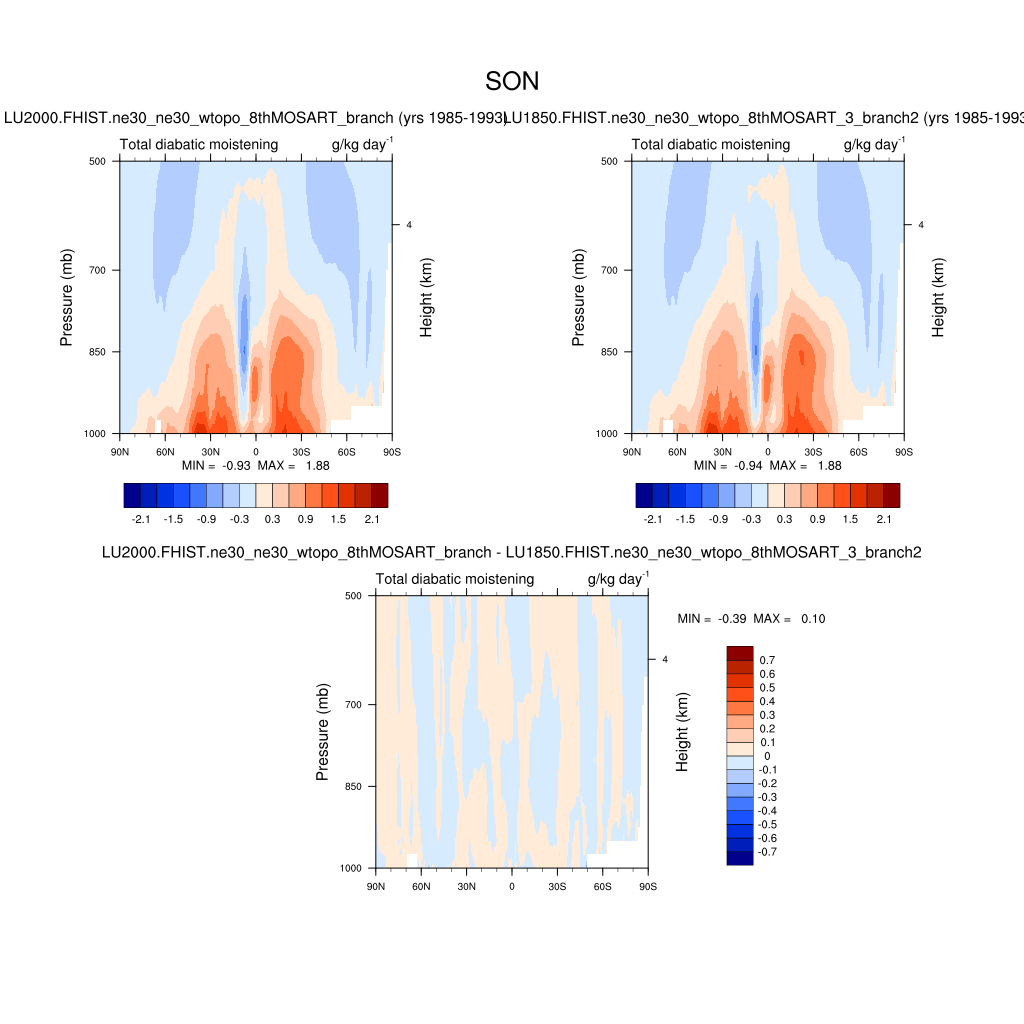 SON
LU2000.FHIST.ne30_ne30_wtopo_8thMOSART_branch (yrs 1985-1993)
LU1850.FHIST.ne30_ne30_wtopo_8thMOSART_3_branch2 (yrs 1985-1993
Total diabatic moistening g/kg day-1
500
700
850
1000
Pressure (mb)
4
Height (km)
90N 60N 30N 0 30S 60S 90S
MIN = -0.93 MAX = 1.88
-2.1 -1.5 -0.9 -0.3 0.3 0.9 1.5 2.1
Total diabatic moistening g/kg day-1
500
700
850
1000
Pressure (mb)
4
Height (km)
90N 60N 30N 0 30S 60S 90S
MIN = -0.94 MAX = 1.88
-2.1 -1.5 -0.9 -0.3 0.3 0.9 1.5 2.1
LU2000.FHIST.ne30_ne30_wtopo_8thMOSART_branch - LU1850.FHIST.ne30_ne30_wtopo_8thMOSART_3_branch2
Total diabatic moistening g/kg day-1
500
700
850
1000
Pressure (mb)
4
Height (km)
90N 60N 30N 0 30S 60S 90S
MIN = -0.39 MAX = 0.10
0.7
0.6
0.5
0.4
0.3
0.2
0.1
0
-0.1
-0.2
-0.3
-0.4
-0.5
-0.6
-0.7